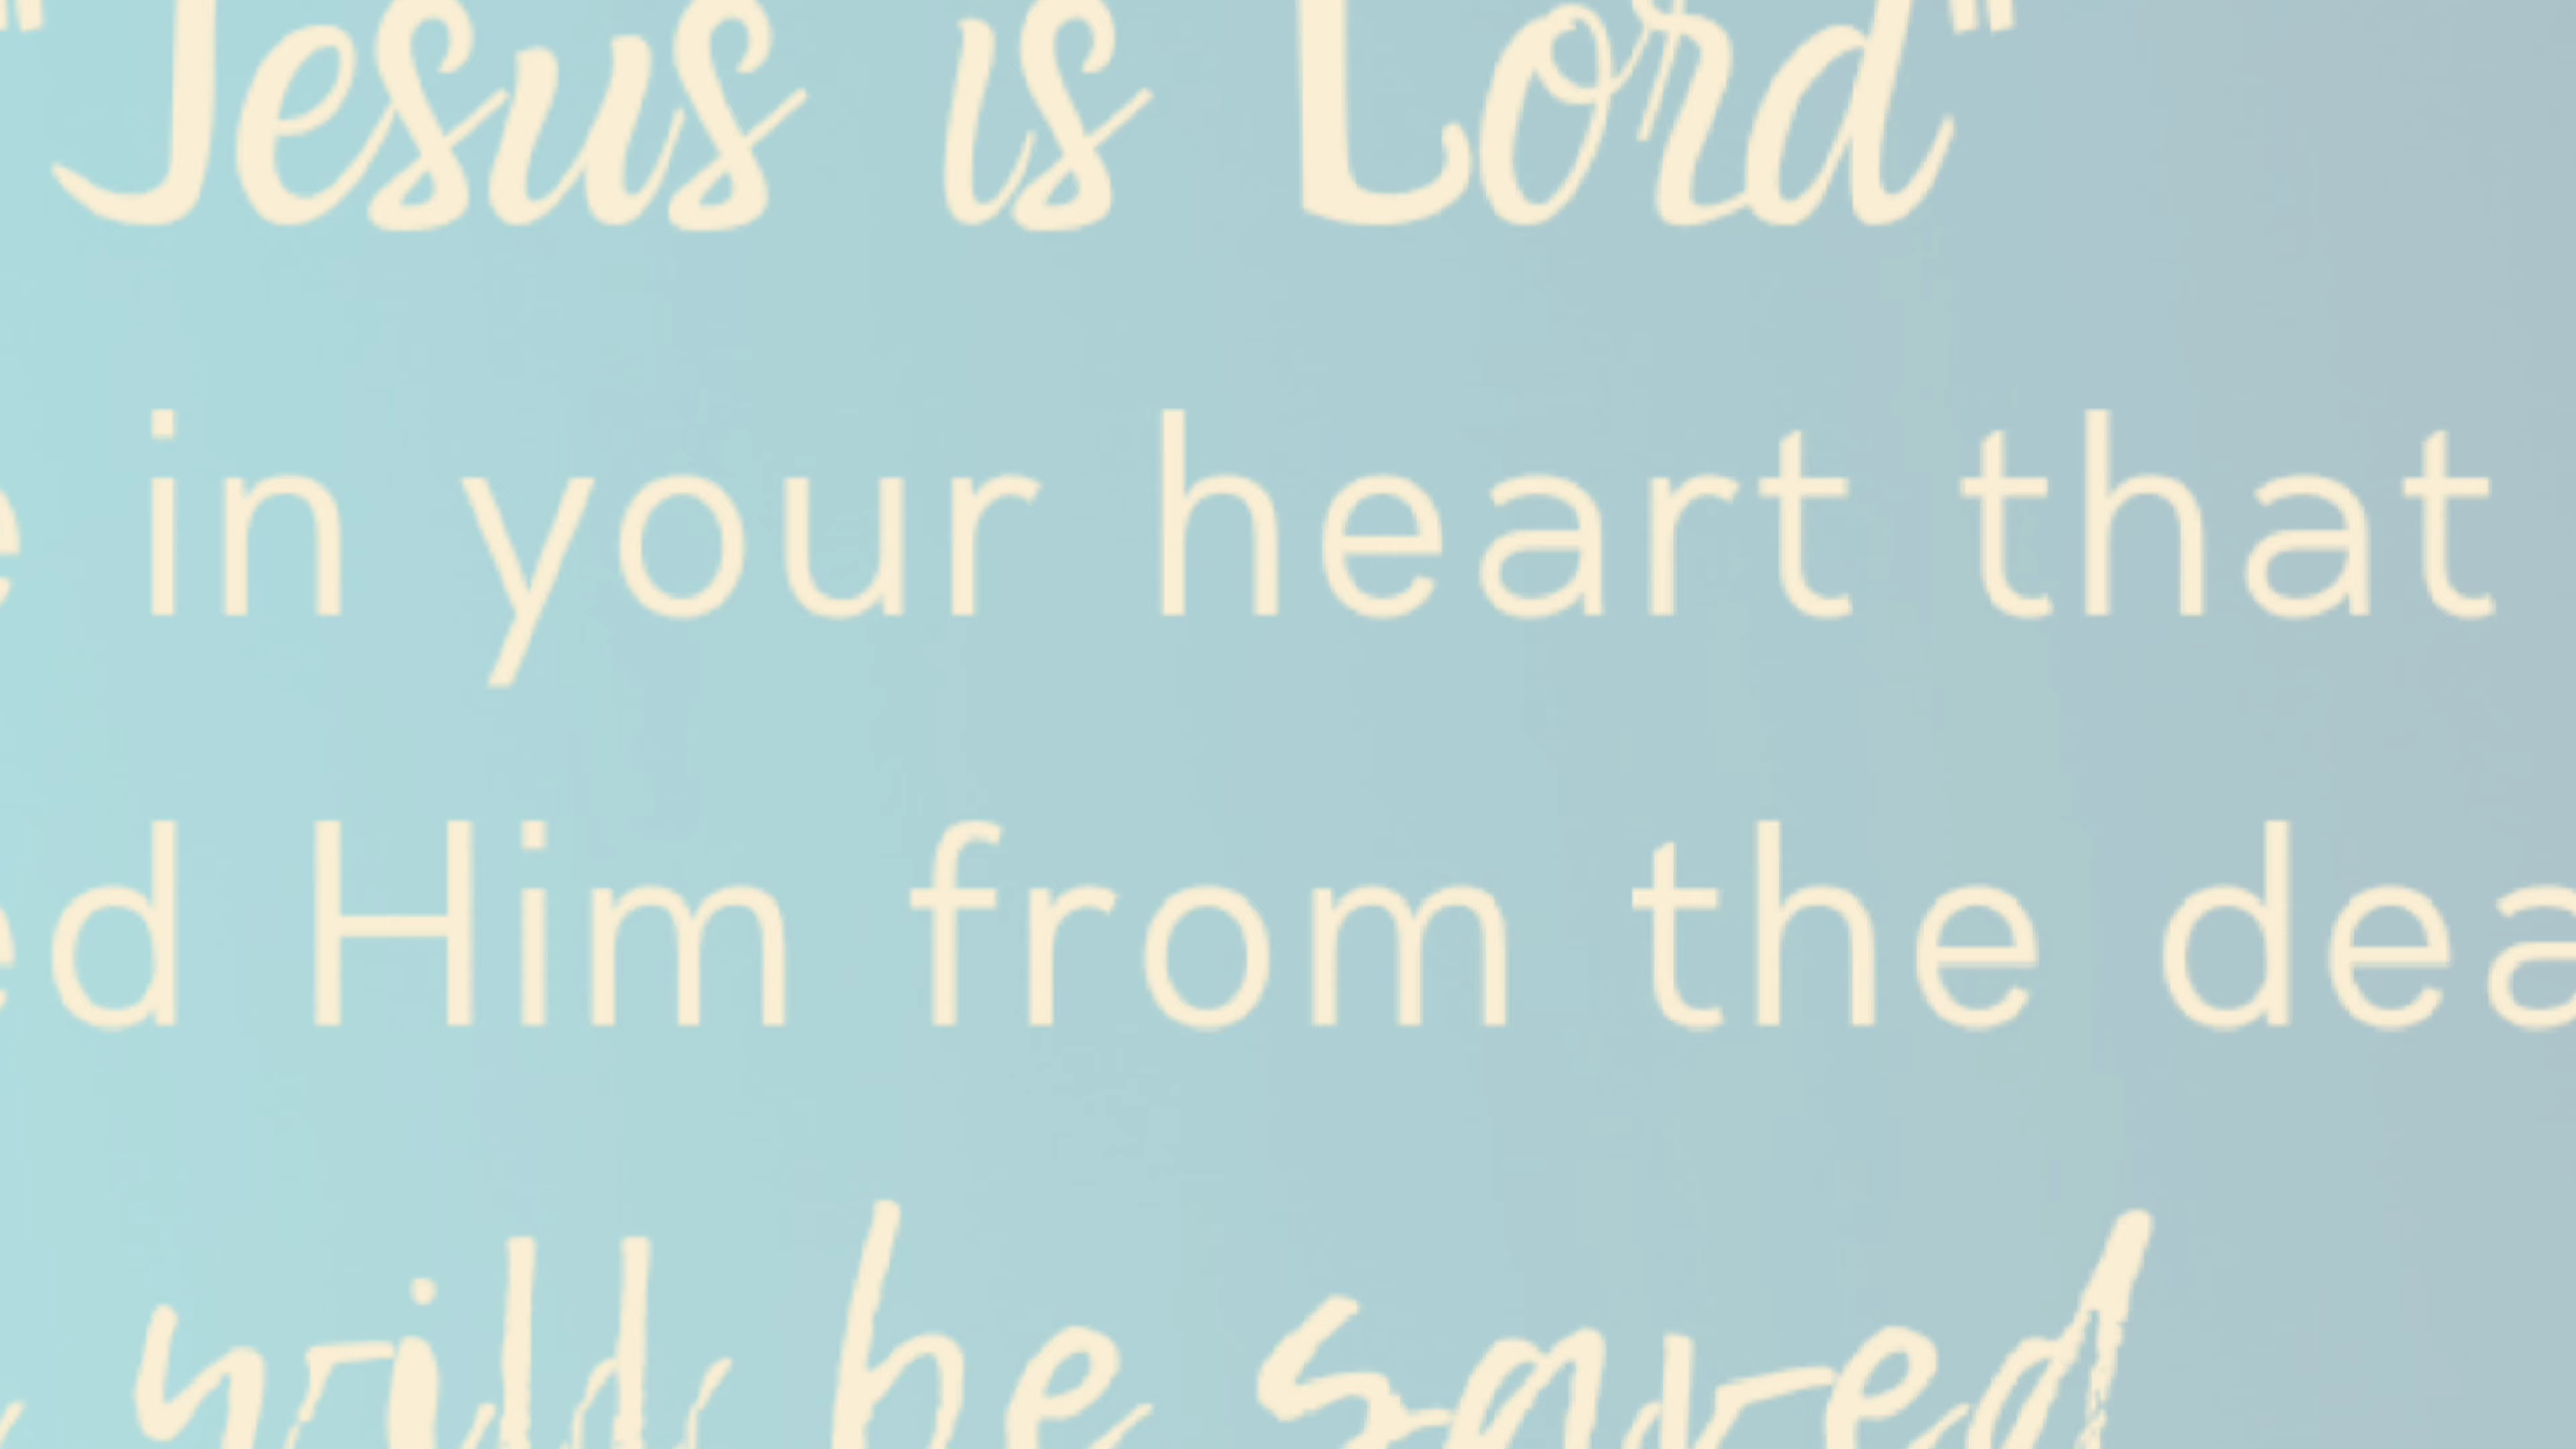 "Jesus is Lord"
e in your heart that
ed Him from the dea
will be saved